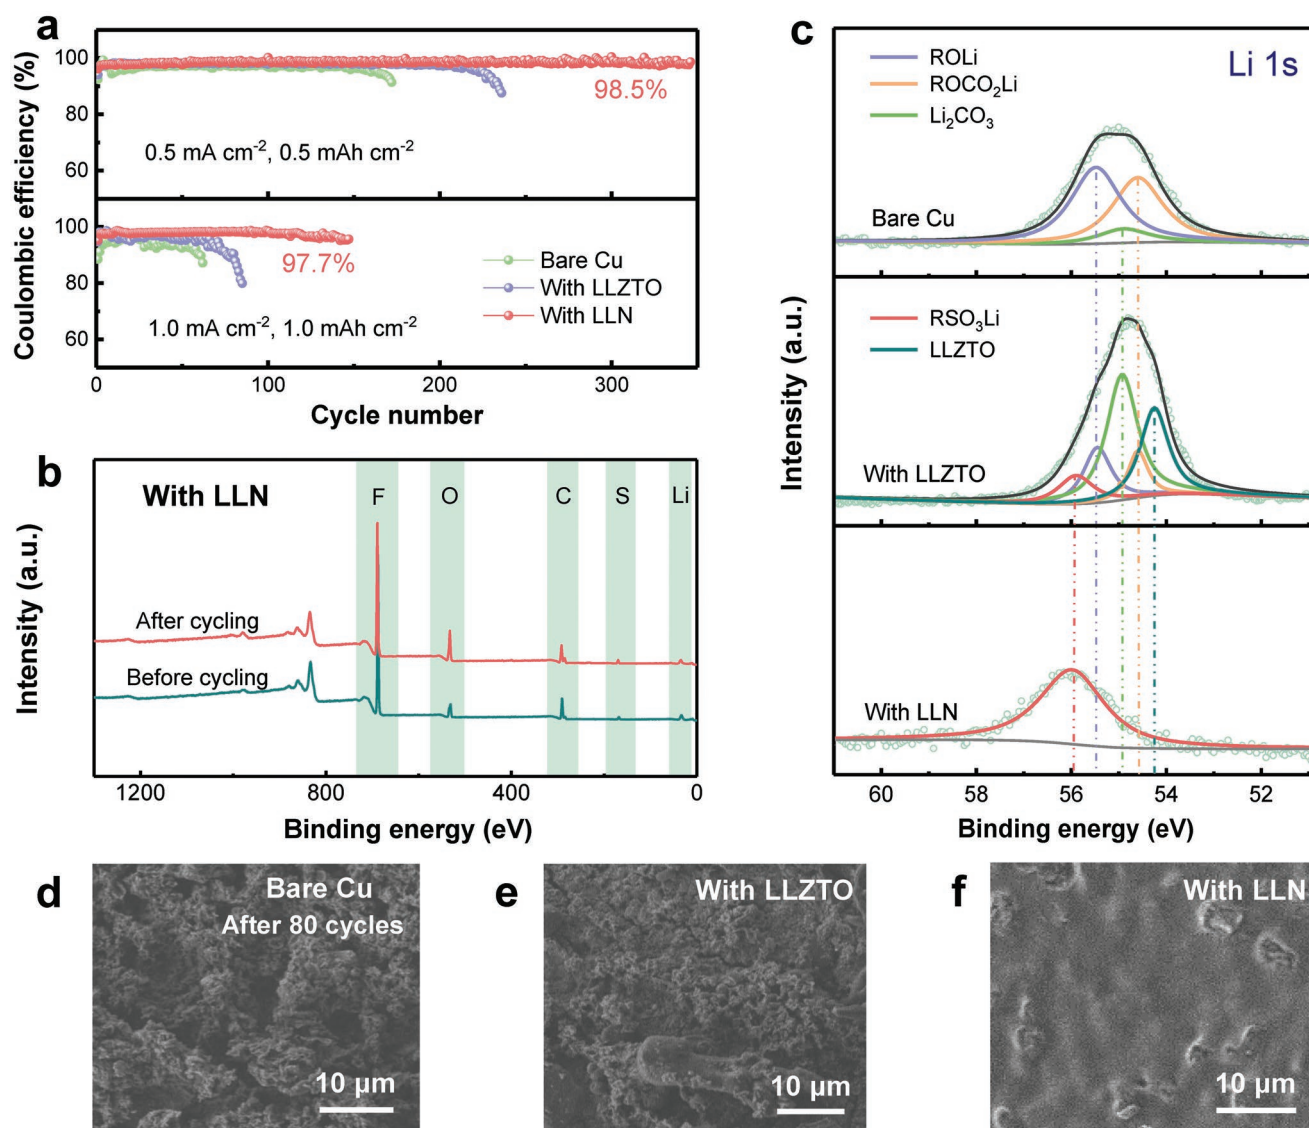 a
Coulombic efficiency (%)
100
80
60
98.5%
0.5 mA cm⁻², 0.5 mAh cm⁻²
100
80
60
97.7%
Bare Cu
With LLZTO
With LLN
1.0 mA cm⁻², 1.0 mAh cm⁻²
0 100 200 300
Cycle number
b
Intensity (a.u.)
With LLN
F O C S Li
After cycling
Before cycling
1200 800 400 0
Binding energy (eV)
c
Intensity (a.u.)
Li 1s
ROLi
ROCO₂Li
Li₂CO₃
Bare Cu
RSO₃Li
LLZTO
With LLZTO
With LLN
60 58 56 54 52
Binding energy (eV)
d
Bare Cu
After 80 cycles
10 μm
e
With LLZTO
10 μm
f
With LLN
10 μm